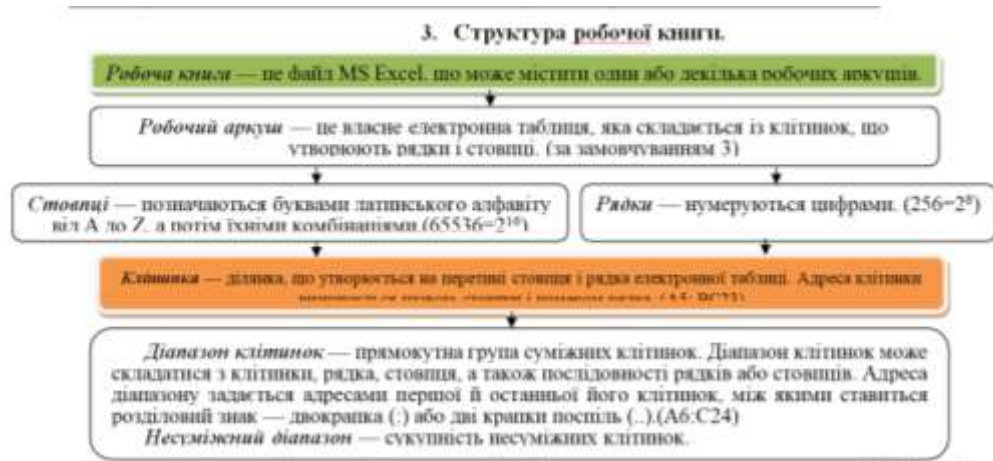 3. Структура робочої книги.
Робоча книга — це файл MS Excel, що може містити один або декілька робочих аркушів.
Робочий аркуш — це власне електронна таблиця, яка складається із клітинок, що
утворюють рядки і стовпці. (за замовчуванням 3)
Стовпці — позначаються буквами латинського алфавіту
від A до Z, а потім їхніми комбінаціями.(65536=2¹⁶)
Рядки — нумеруються цифрами. (256=2⁸)
Клітинка — ділянка, що утворюється на перетині стовпця і рядка електронної таблиці. Адреса клітинки
Діапазон клітинок — прямокутна група суміжних клітинок. Діапазон клітинок може
складатися з клітинки, рядка, стовпця, а також послідовності рядків або стовпців. Адреса
діапазону задається адресами першої й останньої його клітинок, між якими ставиться
розділовий знак — двокрапка (:) або дві крапки поспіль (..).(A6:C24)
Несуміжний діапазон — сукупність несуміжних клітинок.